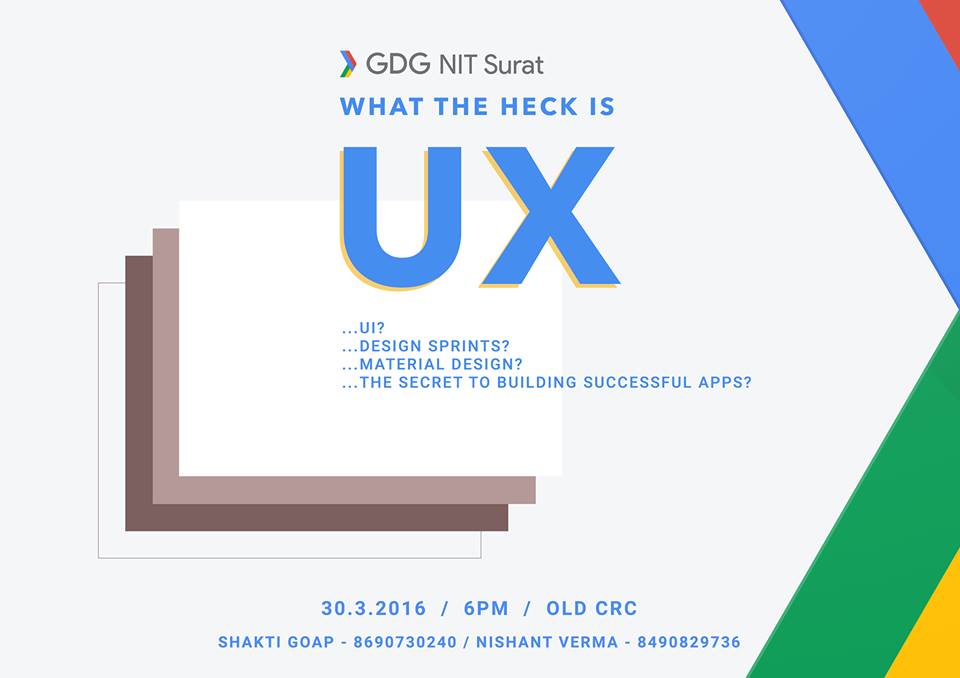 GDG NIT Surat
WHAT THE HECK IS
UX
...UI?
...DESIGN SPRINTS?
...MATERIAL DESIGN?
...THE SECRET TO BUILDING SUCCESSFUL APPS?
30.3.2016 / 6PM / OLD CRC
SHAKTI GOAP - 8690730240 / NISHANT VERMA - 8490829736